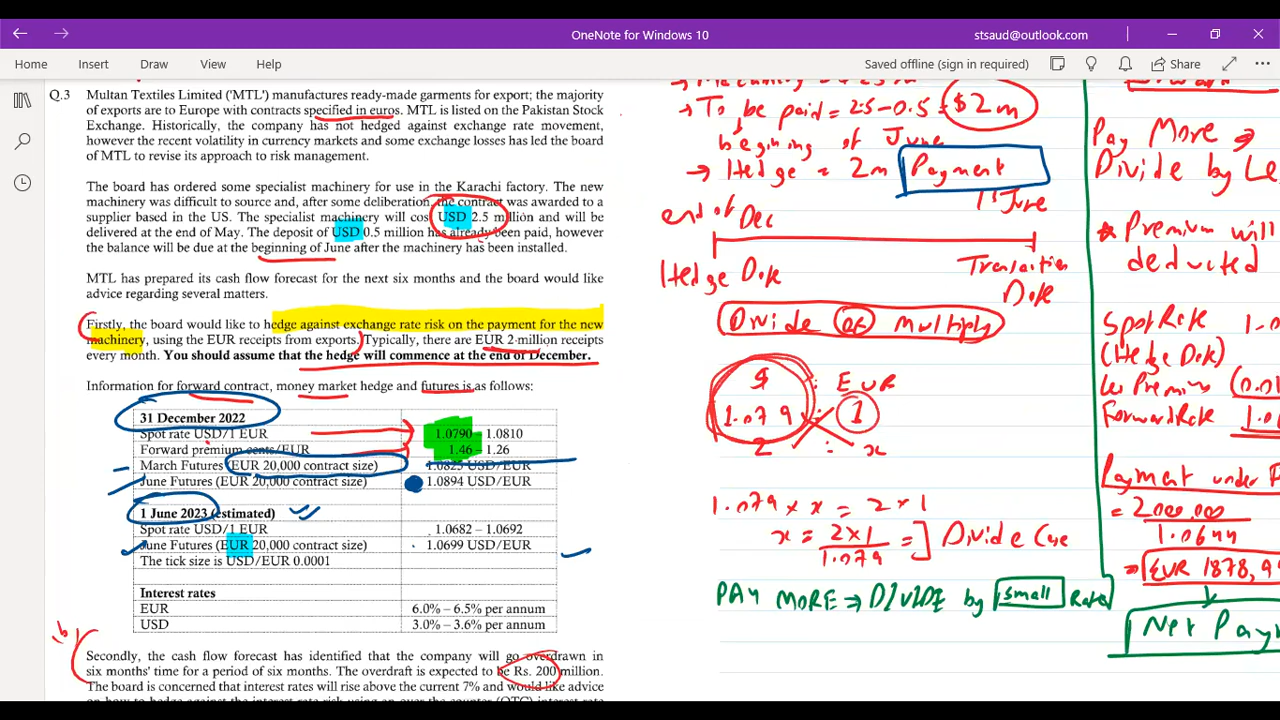 OneNote for Windows 10
stsaud@outlook.com
Home Insert Draw View Help
Saved offline (sign in required)
Share
Q.3 Multan Textiles Limited ('MTL') manufactures ready-made garments for export; the majority
of exports are to Europe with contracts specified in euros. MTL is listed on the Pakistan Stock
Exchange. Historically, the company has not hedged against exchange rate movement,
however the recent volatility in currency markets and some exchange losses has led the board
of MTL to revise its approach to risk management.
The board has ordered some specialist machinery for use in the Karachi factory. The new
machinery was difficult to source and, after some deliberation, the contract was awarded to a
supplier based in the US. The specialist machinery will cost USD 2.5 million and will be
delivered at the end of May. The deposit of USD 0.5 million has already been paid, however
the balance will be due at the beginning of June after the machinery has been installed.
MTL has prepared its cash flow forecast for the next six months and the board would like
advice regarding several matters.
Firstly, the board would like to hedge against exchange rate risk on the payment for the new
machinery, using the EUR receipts from exports. Typically, there are EUR 2 million receipts
every month. You should assume that the hedge will commence at the end of December.
Information for forward contract, money market hedge and futures is as follows:
31 December 2022
Spot rate USD/1 EUR 1.0790 – 1.0810
Forward premium cents/EUR 1.46 – 1.26
March Futures (EUR 20,000 contract size) 1.0825 USD/EUR
June Futures (EUR 20,000 contract size) 1.0894 USD/EUR
1 June 2023 (estimated)
Spot rate USD/1 EUR 1.0682 – 1.0692
June Futures (EUR 20,000 contract size) 1.0699 USD/EUR
The tick size is USD/EUR 0.0001
Interest rates
EUR 6.0% – 6.5% per annum
USD 3.0% – 3.6% per annum
(b)
Secondly, the cash flow forecast has identified that the company will go overdrawn in
six months' time for a period of six months. The overdraft is expected to be Rs. 200 million.
The board is concerned that interest rates will rise above the current 7% and would like advice
→ To be paid = 2.5 - 0.5 = $2m
beginning of June
→ Hedge = 2m Payment
1st June
end of Dec
Hedge Date
Transaction
Date
Divide or multiply
$ : EUR
1.079 : 1
2 : x
1.079 × x = 2 × 1
x = 2×1
1.079
= ] Divide
PAY MORE → DIVIDE by Small Rate
Pay More →
Divide by
* Premium will
deducted
Spot Rate
(Hedge Date)
Premium
Forward Rate
Payment under
= 2000,000
1.0644
= EUR 1878,9
Net Pay